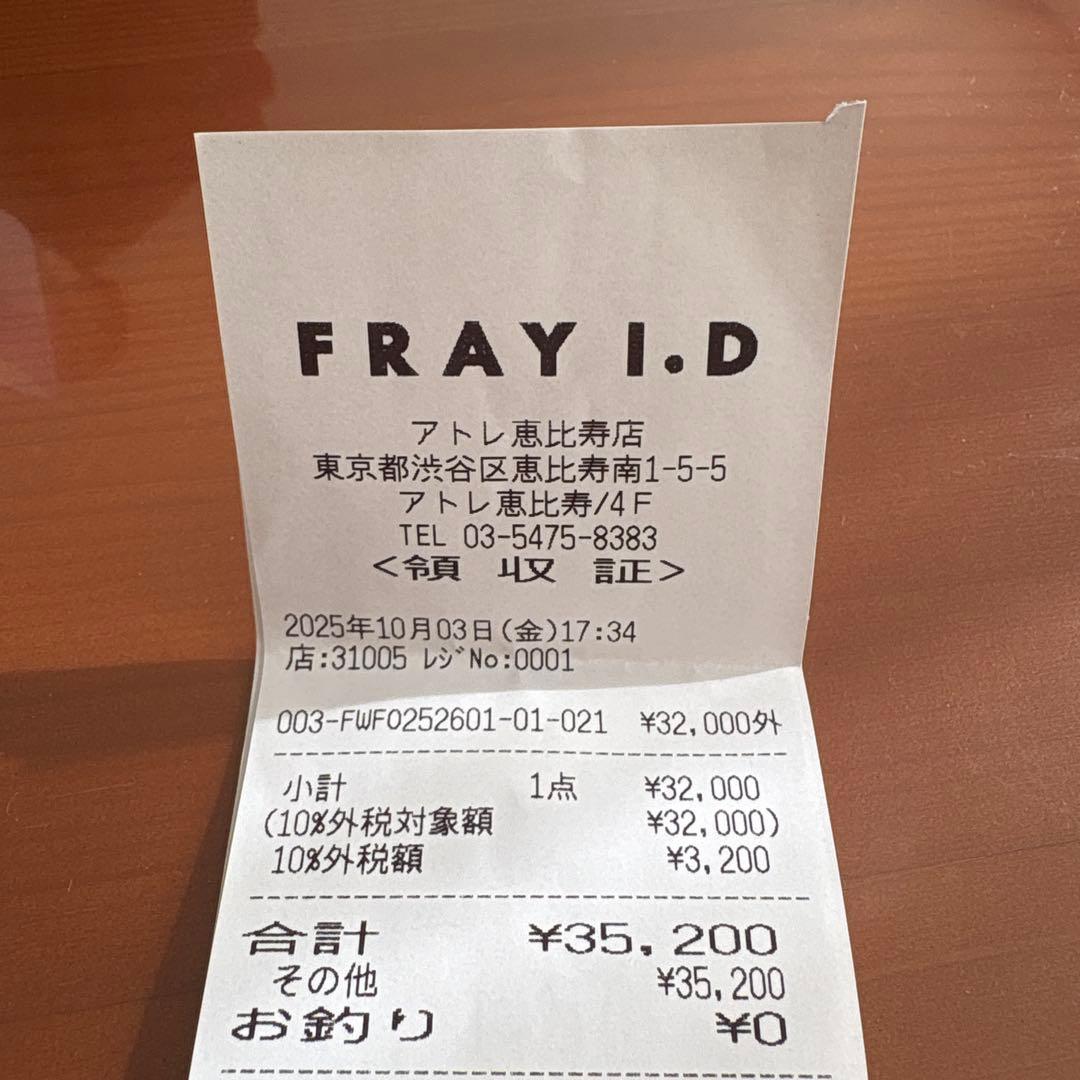 FRAY I.D
アトレ恵比寿店
東京都渋谷区恵比寿南1-5-5
アトレ恵比寿/4F
TEL 03-5475-8383
<領 収 証>
2025年10月03日(金)17:34
店:31005 ﾚｼﾞNo:0001
003-FWFO252601-01-021 ¥32,000外
小計 1点 ¥32,000
(10%外税対象額 ¥32,000)
10%外税額 ¥3,200
合計 ¥35,200
その他 ¥35,200
お釣り ¥0